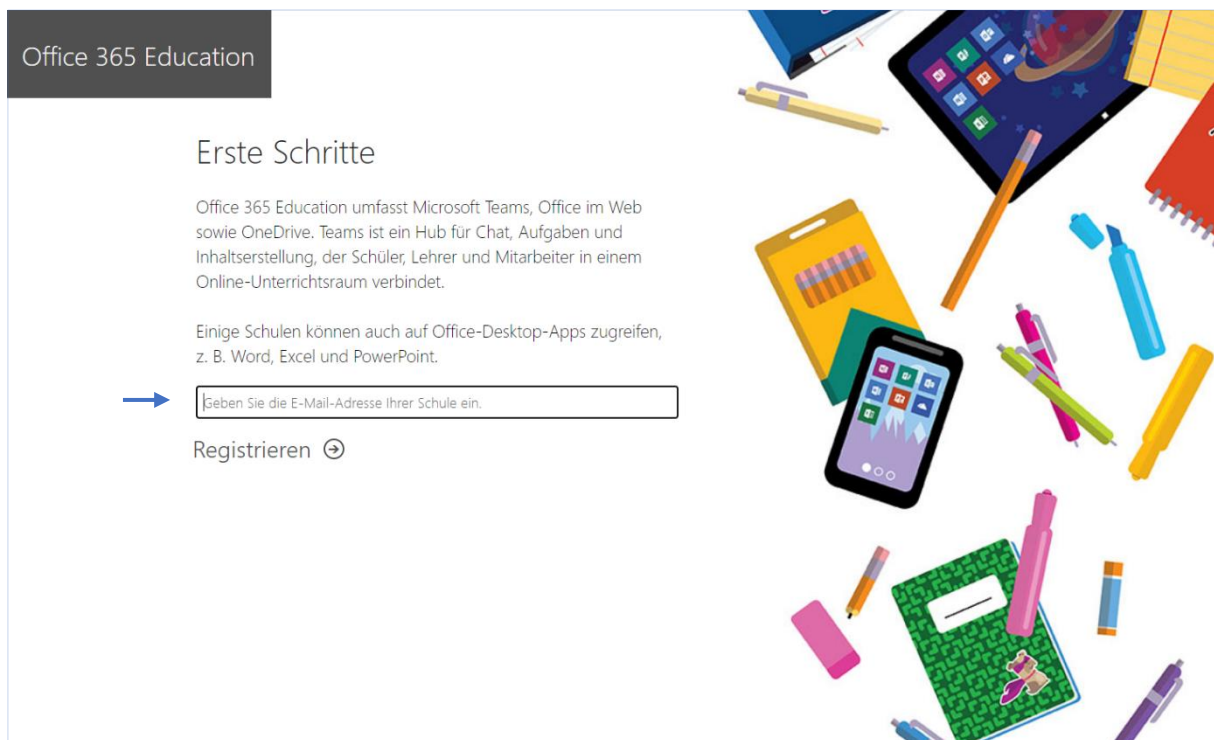 Office 365 Education
Erste Schritte
Office 365 Education umfasst Microsoft Teams, Office im Web
sowie OneDrive. Teams ist ein Hub für Chat, Aufgaben und
Inhaltserstellung, der Schüler, Lehrer und Mitarbeiter in einem
Online-Unterrichtsraum verbindet.
Einige Schulen können auch auf Office-Desktop-Apps zugreifen,
z. B. Word, Excel und PowerPoint.
Geben Sie die E-Mail-Adresse Ihrer Schule ein.
Registrieren